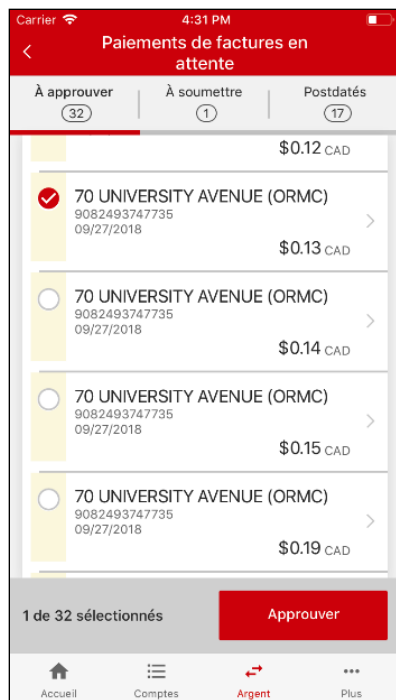 Carrier 4:31 PM
Paiements de factures en
attente
À approuver À soumettre Postdatés
32 1 17
$0.12 CAD
70 UNIVERSITY AVENUE (ORMC)
9082493747735
09/27/2018
$0.13 CAD
70 UNIVERSITY AVENUE (ORMC)
9082493747735
09/27/2018
$0.14 CAD
70 UNIVERSITY AVENUE (ORMC)
9082493747735
09/27/2018
$0.15 CAD
70 UNIVERSITY AVENUE (ORMC)
9082493747735
09/27/2018
$0.19 CAD
1 de 32 sélectionnés Approuver
Accueil Comptes Argent Plus